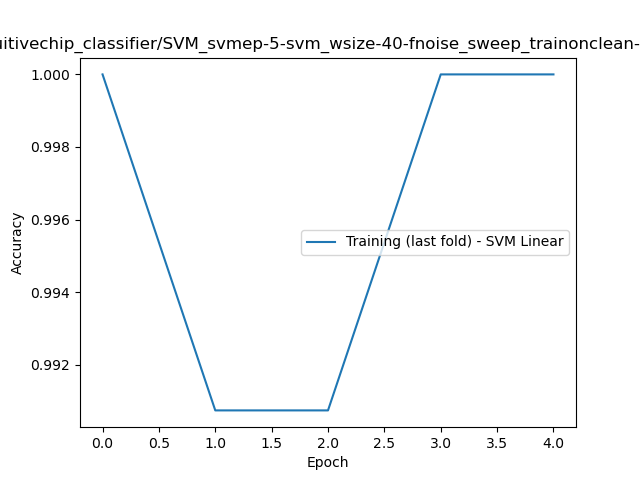 uitivechip_classifier/SVM_svmep-5-svm_wsize-40-fnoise_sweep_trainonclean-
1.000
0.998
0.996
0.994
0.992
Accuracy
Training (last fold) - SVM Linear
0.0 0.5 1.0 1.5 2.0 2.5 3.0 3.5 4.0
Epoch